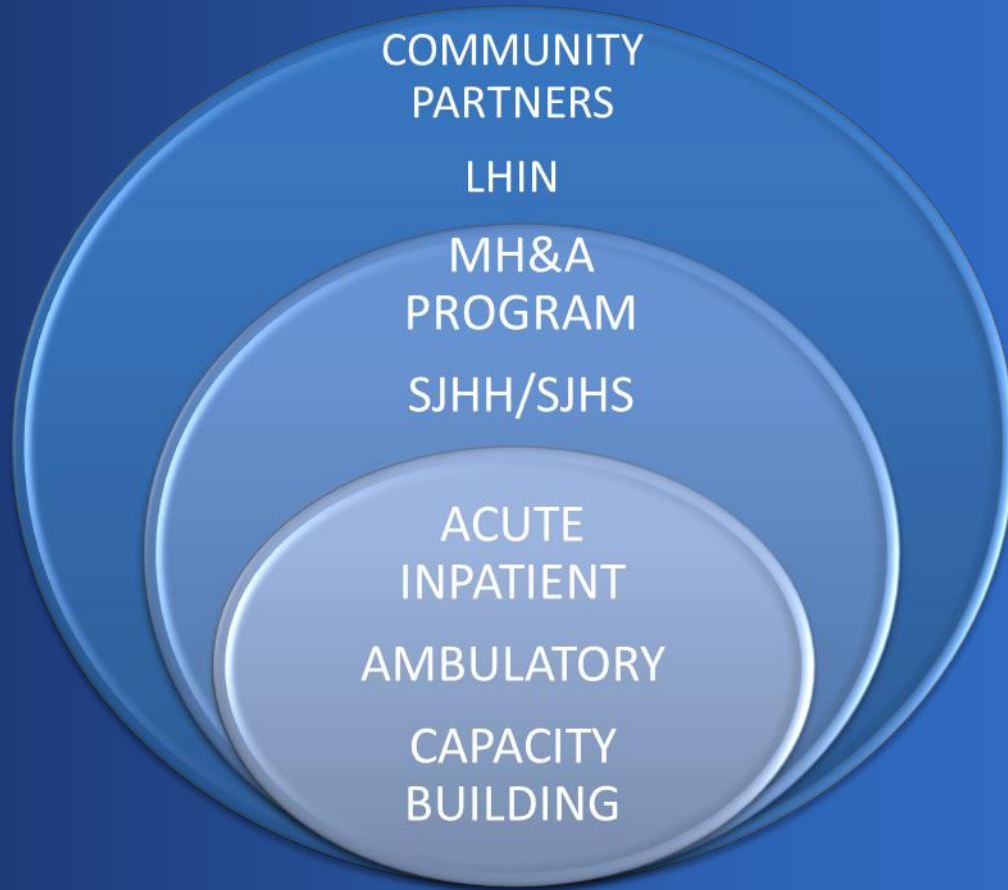 COMMUNITY
PARTNERS
LHIN
MH&A
PROGRAM
SJHH/SJHS
ACUTE
INPATIENT
AMBULATORY
CAPACITY
BUILDING